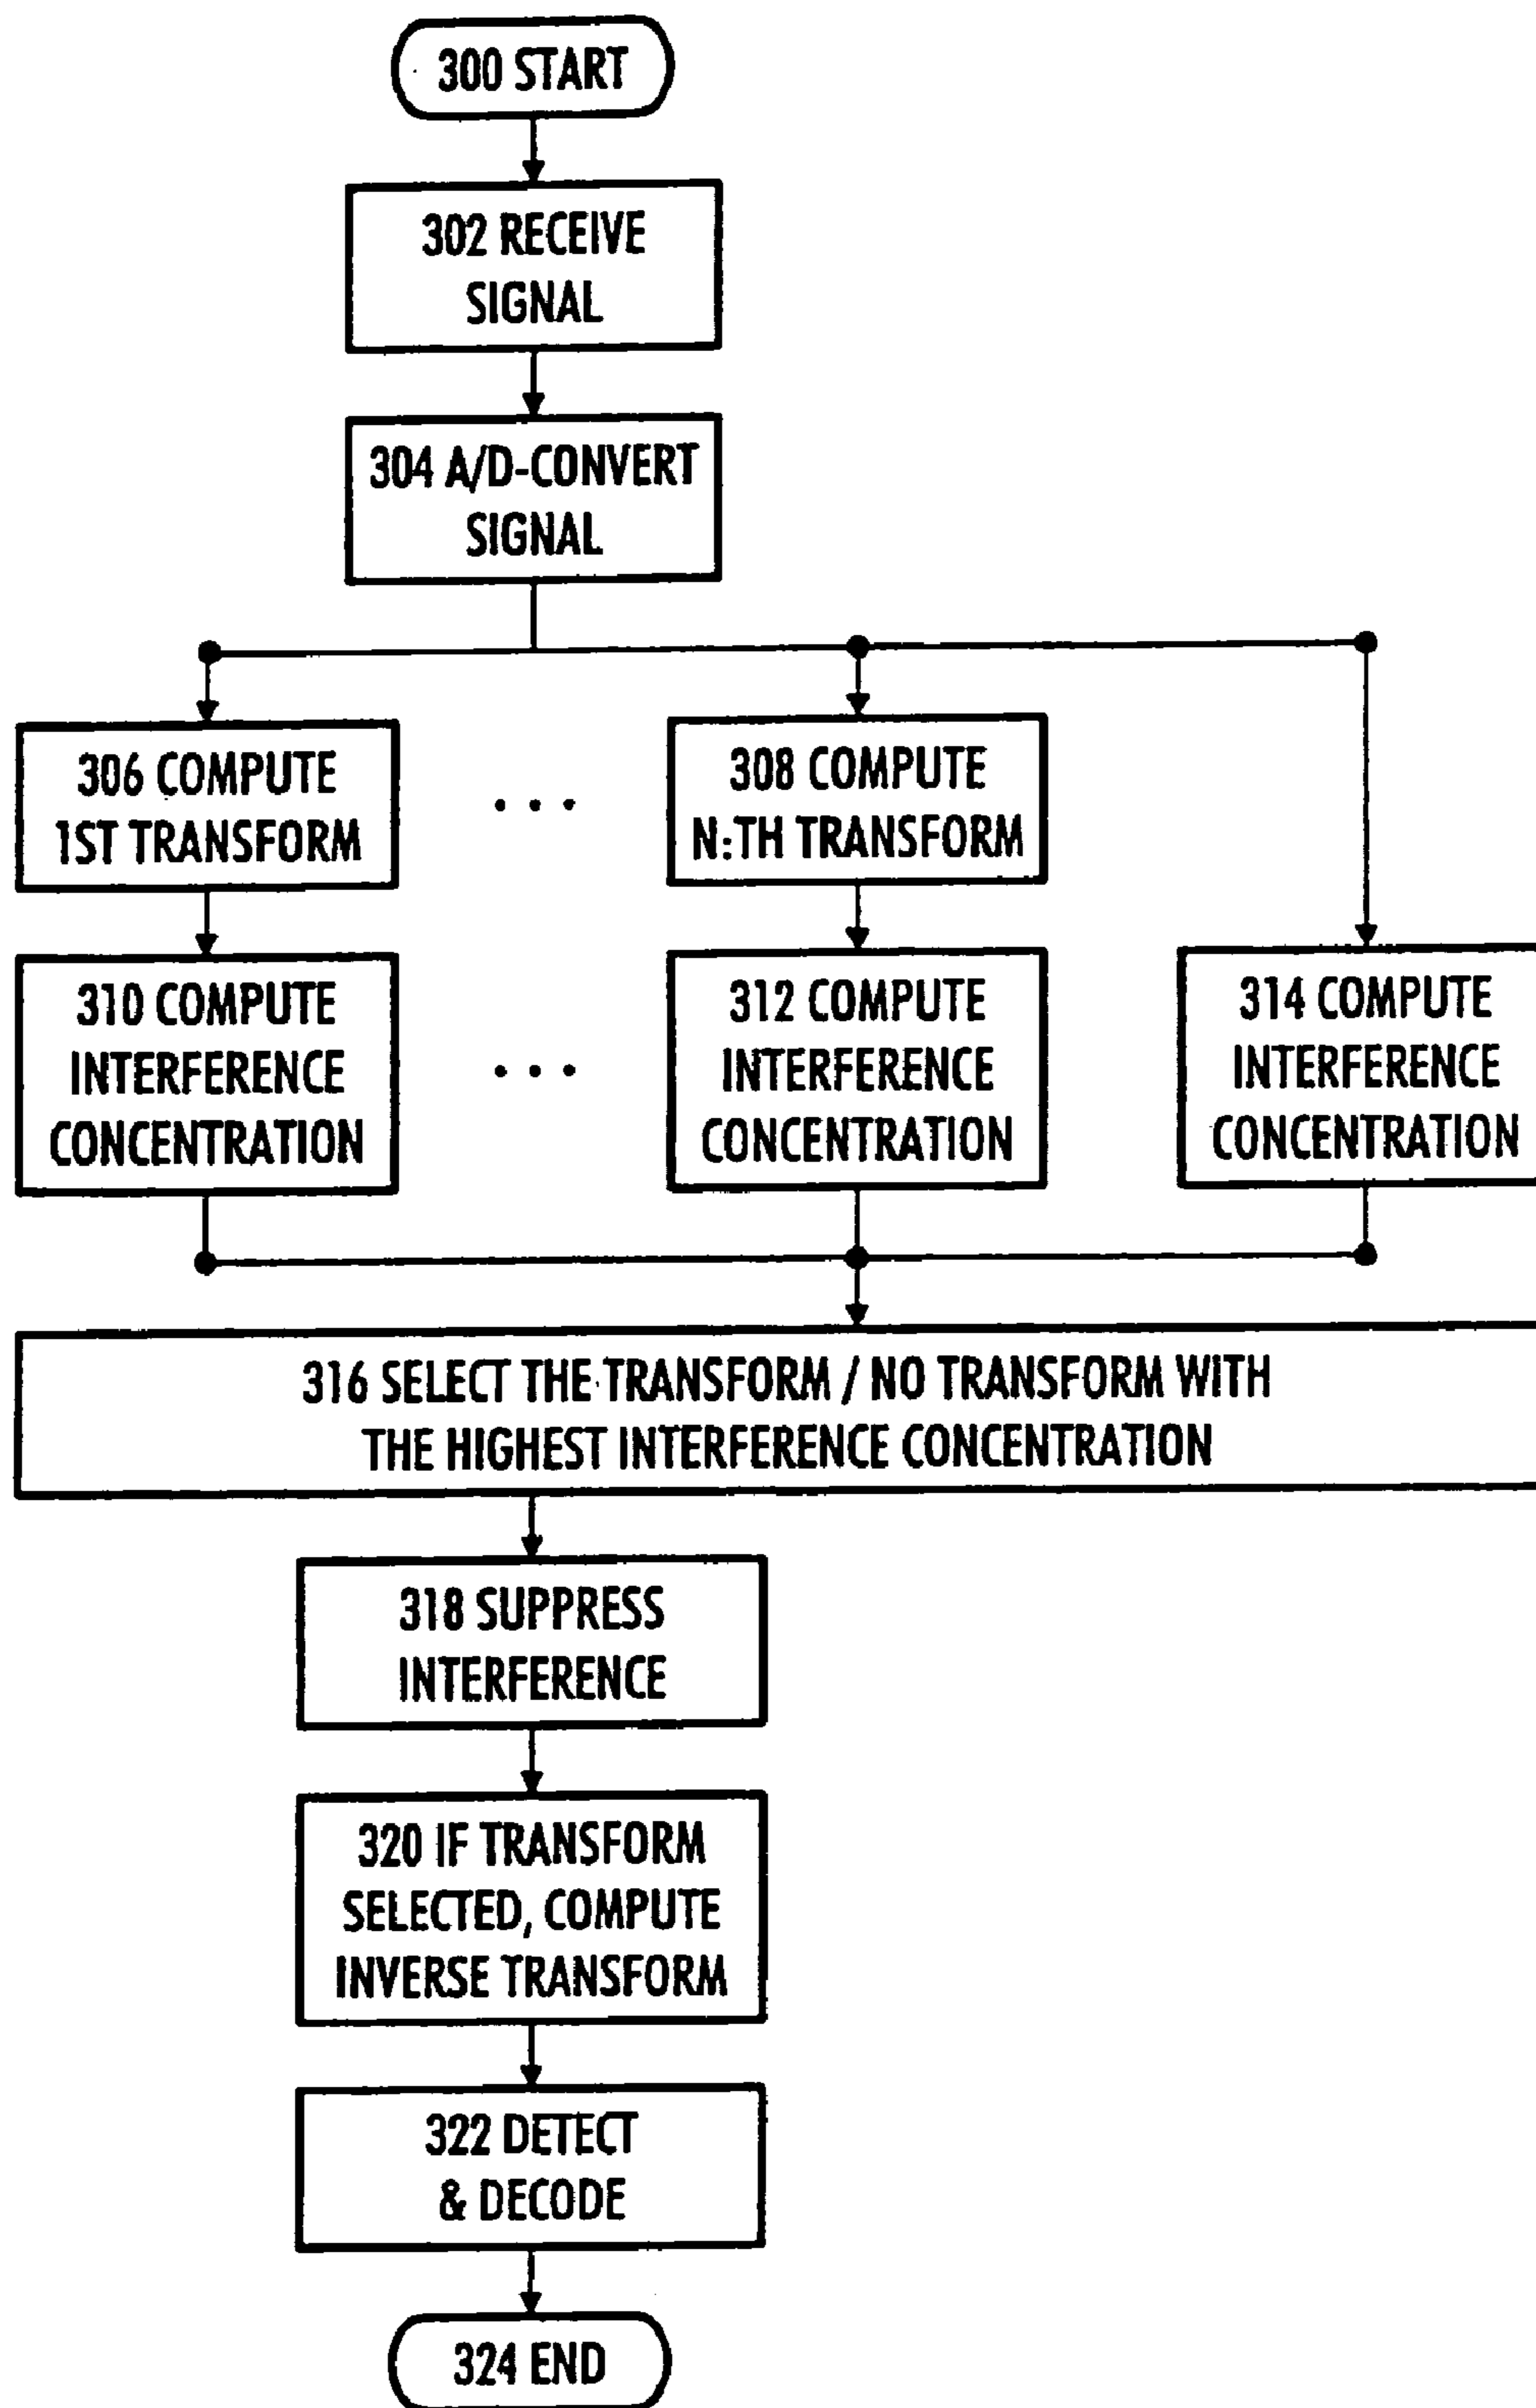 300 START
302 RECEIVE
SIGNAL
304 A/D-CONVERT
SIGNAL
306 COMPUTE
1ST TRANSFORM
...
308 COMPUTE
N:TH TRANSFORM
310 COMPUTE
INTERFERENCE
CONCENTRATION
...
312 COMPUTE
INTERFERENCE
CONCENTRATION
314 COMPUTE
INTERFERENCE
CONCENTRATION
316 SELECT THE TRANSFORM / NO TRANSFORM WITH
THE HIGHEST INTERFERENCE CONCENTRATION
318 SUPPRESS
INTERFERENCE
320 IF TRANSFORM
SELECTED, COMPUTE
INVERSE TRANSFORM
322 DETECT
& DECODE
324 END